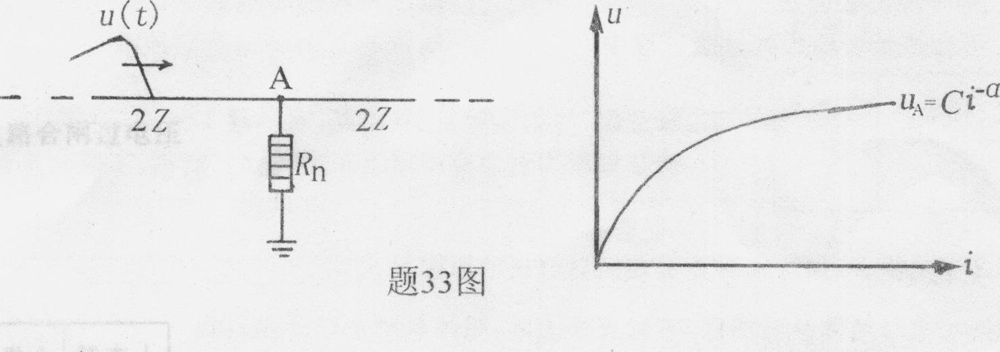 u(t)
A
2Z
2Z
Rn
题33图
u
uA=Ci-α
i